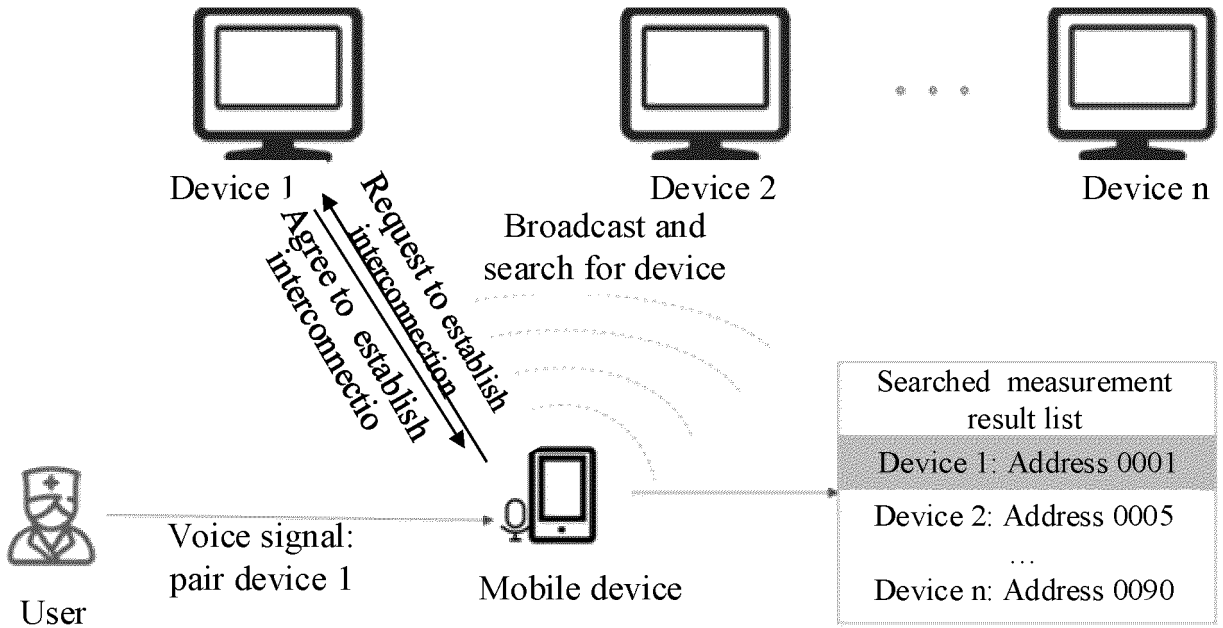 Device 1
Device 2
Device n
Request to establish
interconnection
Agree to establish
interconnectio
Broadcast and
search for device
Searched measurement
result list
Device 1: Address 0001
Device 2: Address 0005
...
Device n: Address 0090
Voice signal:
pair device 1
Mobile device
User